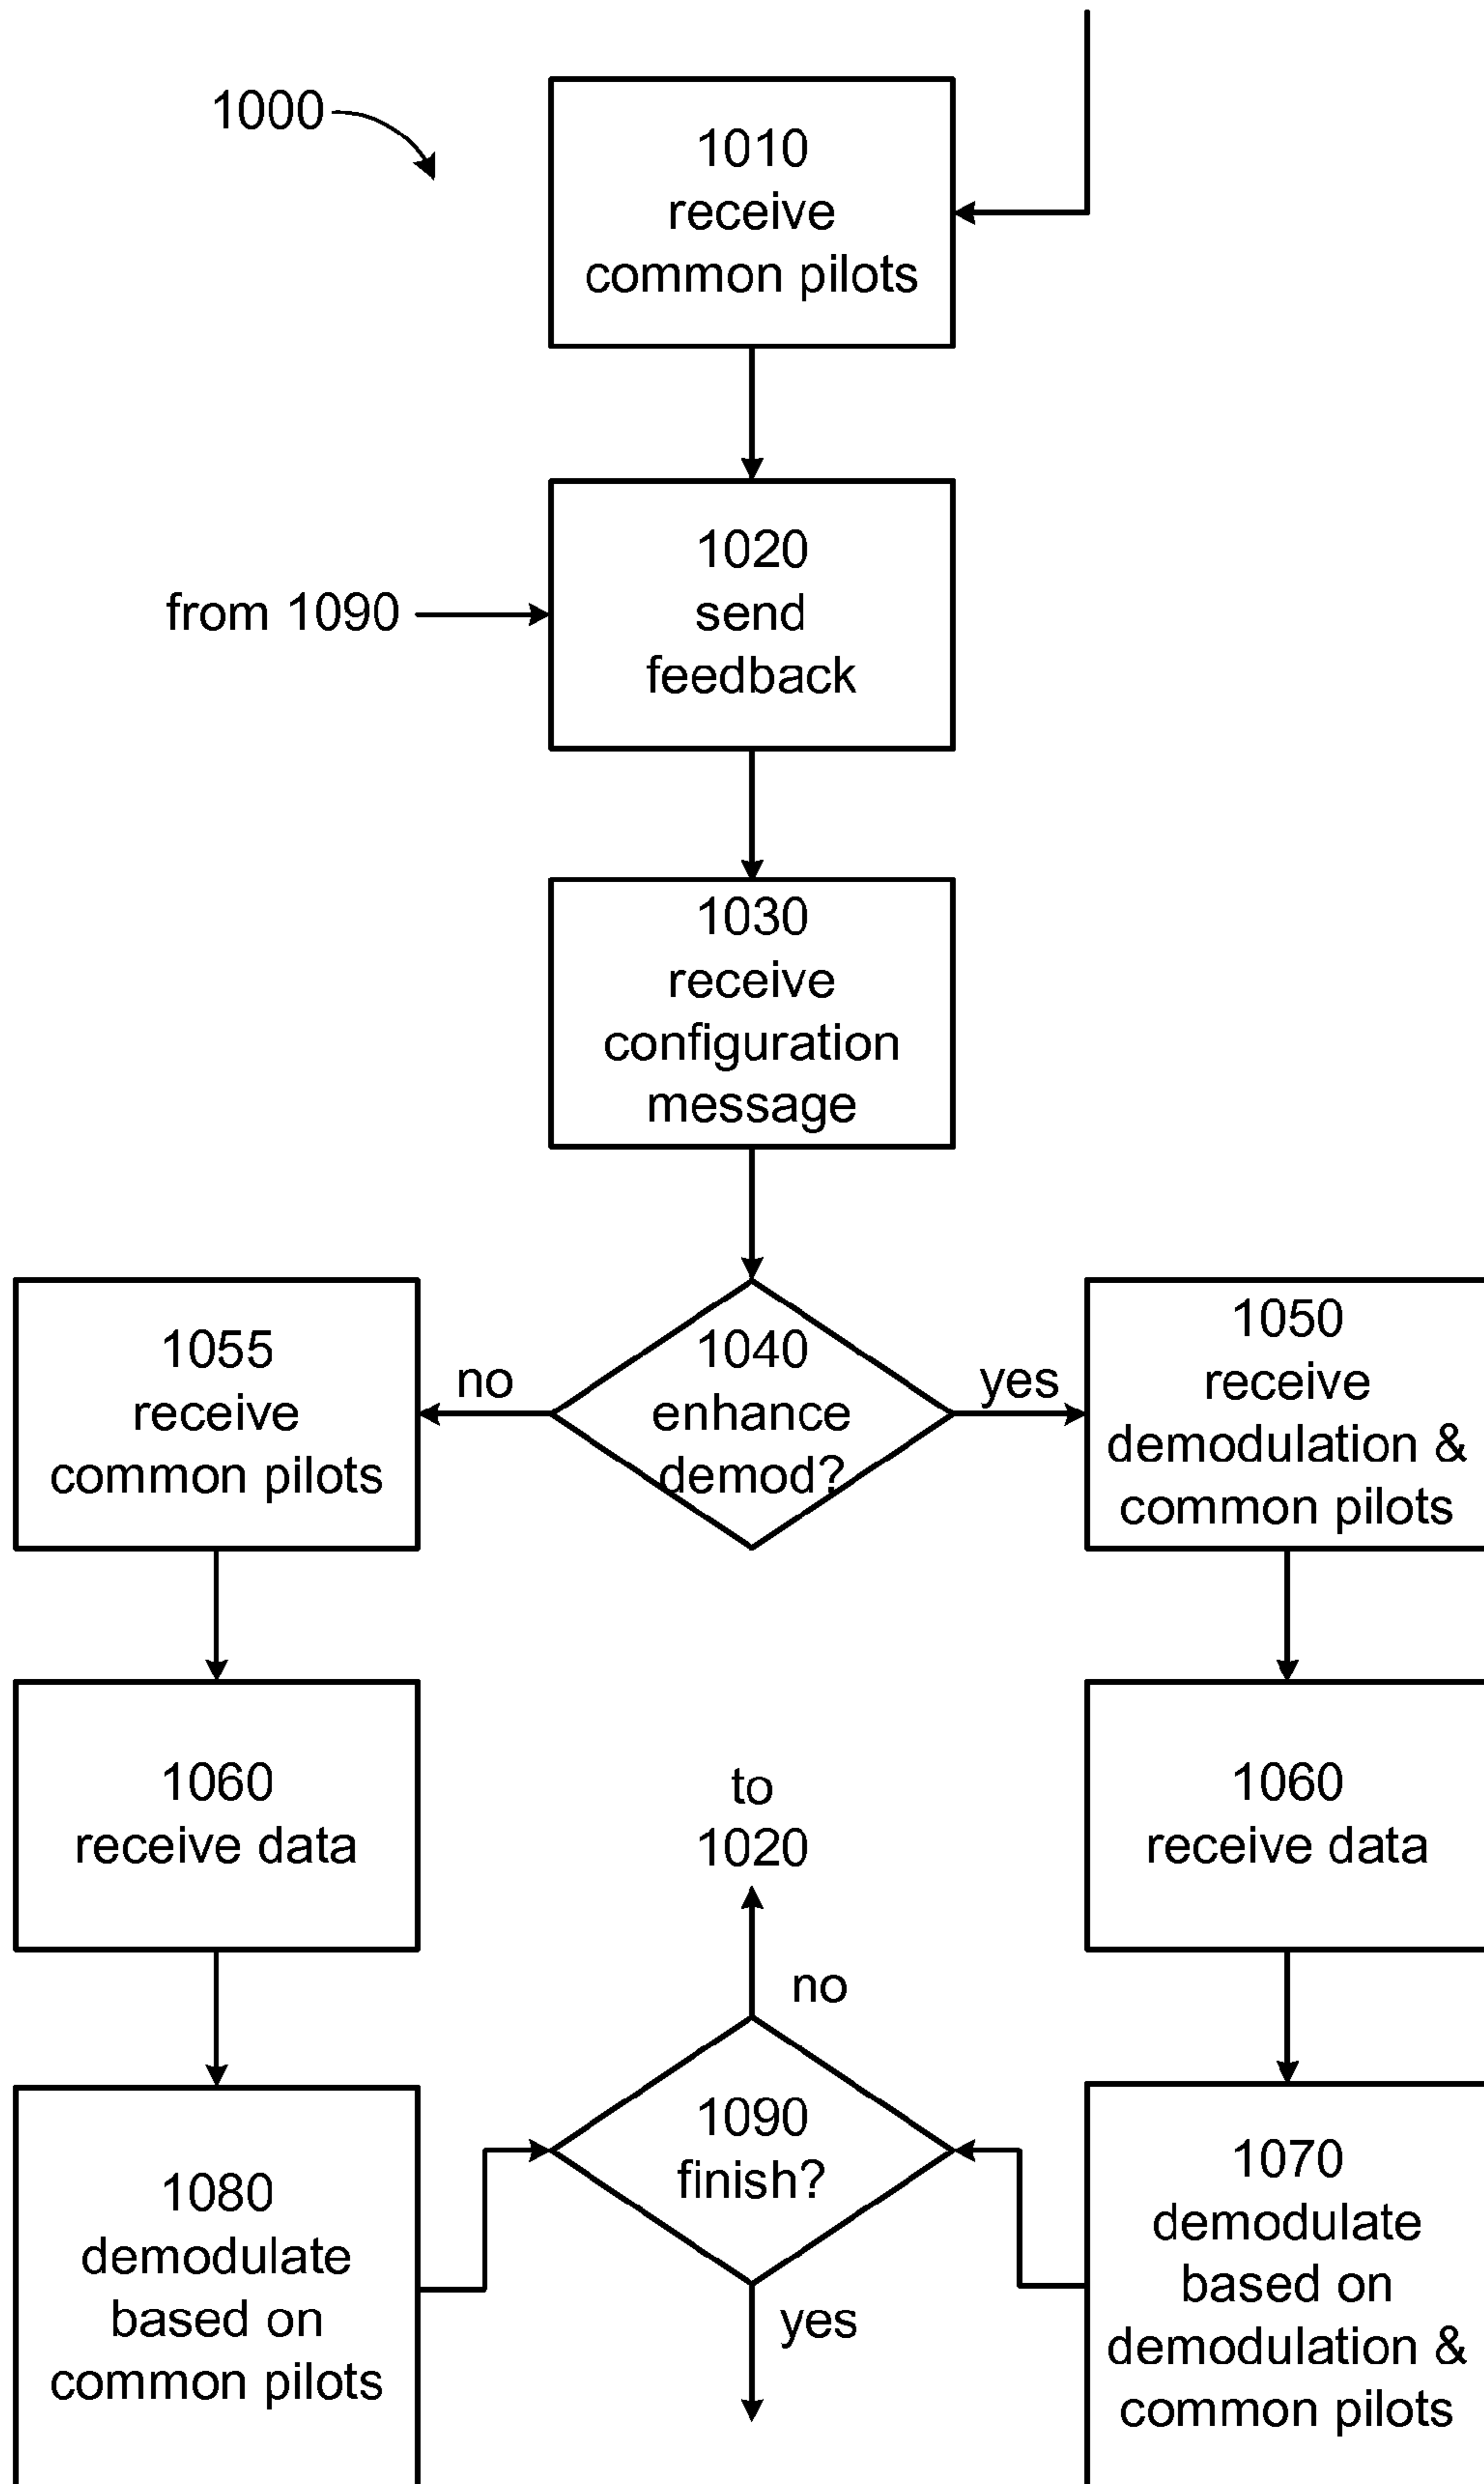 1000
1010
receive
common pilots
from 1090
1020
send
feedback
1030
receive
configuration
message
1055
receive
common pilots
no
1040
enhance
demod?
yes
1050
receive
demodulation &
common pilots
1060
receive data
to
1020
1060
receive data
no
1080
demodulate
based on
common pilots
1090
finish?
yes
1070
demodulate
based on
demodulation &
common pilots